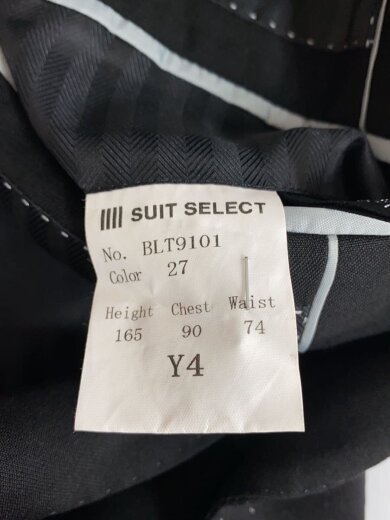 SUIT SELECT
No. BLT9101
Color 27
Height Chest Waist
165 90 74
Y4